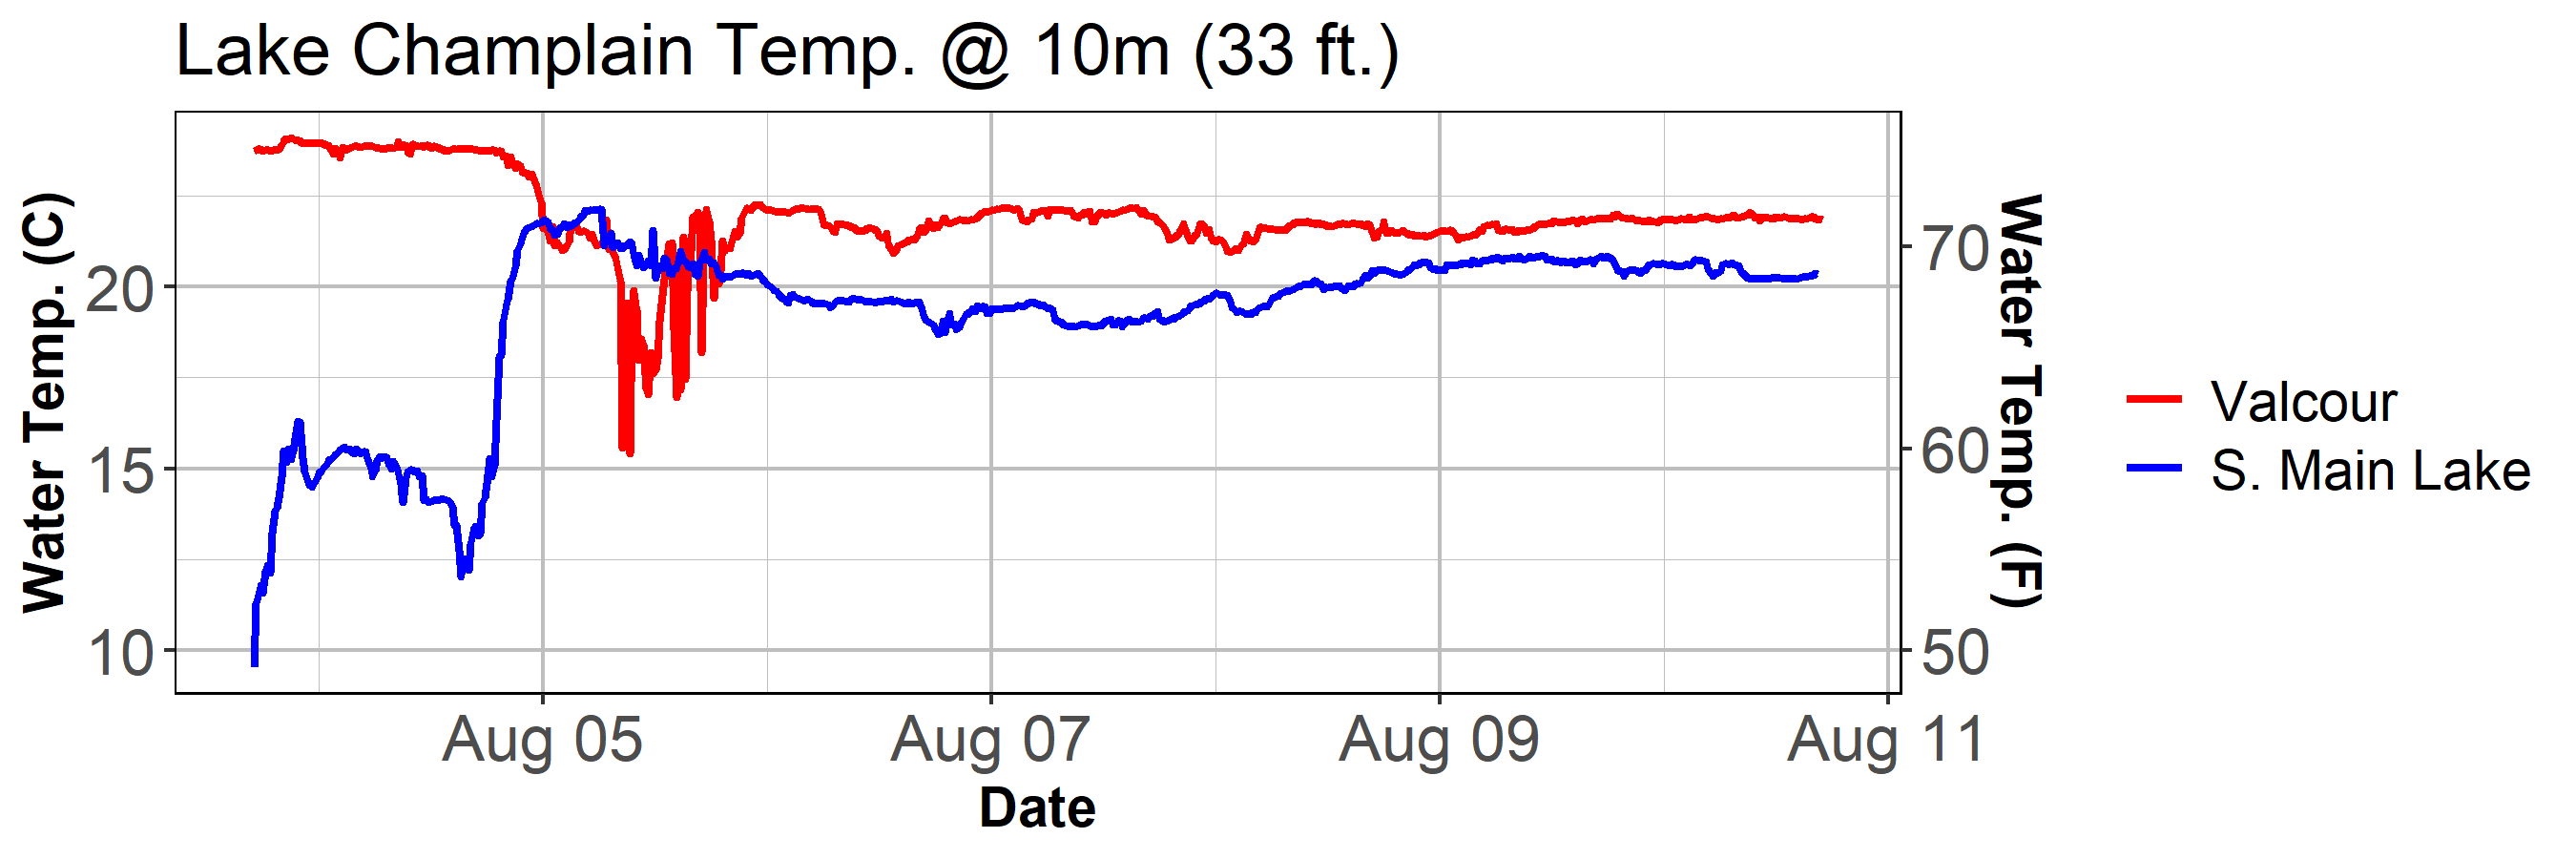 Lake Champlain Temp. @ 10m (33 ft.)
Water Temp. (C)
20
15
10
70
60
50
Water Temp. (F)
Aug 05
Aug 07
Aug 09
Aug 11
Date
Valcour
S. Main Lake